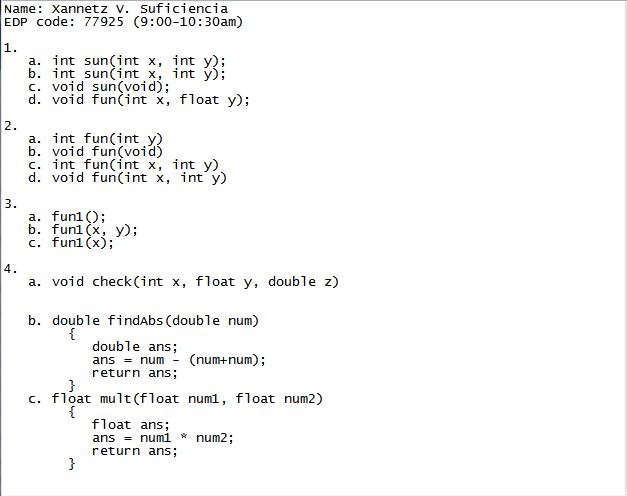 Name: Xannetz V. Suficiencia
EDP code: 77925 (9:00-10:30am)
1.
a. int sun(int x, int y);
b. int sun(int x, int y);
c. void sun(void);
d. void fun(int x, float y);
2.
a. int fun(int y)
b. void fun(void)
c. int fun(int x, int y)
d. void fun(int x, int y)
3.
a. fun1();
b. fun1(x, y);
c. fun1(x);
4.
a. void check(int x, float y, double z)
b. double findAbs(double num)
{
double ans;
ans = num - (num+num);
return ans;
}
c. float mult(float num1, float num2)
{
float ans;
ans = num1 * num2;
return ans;
}